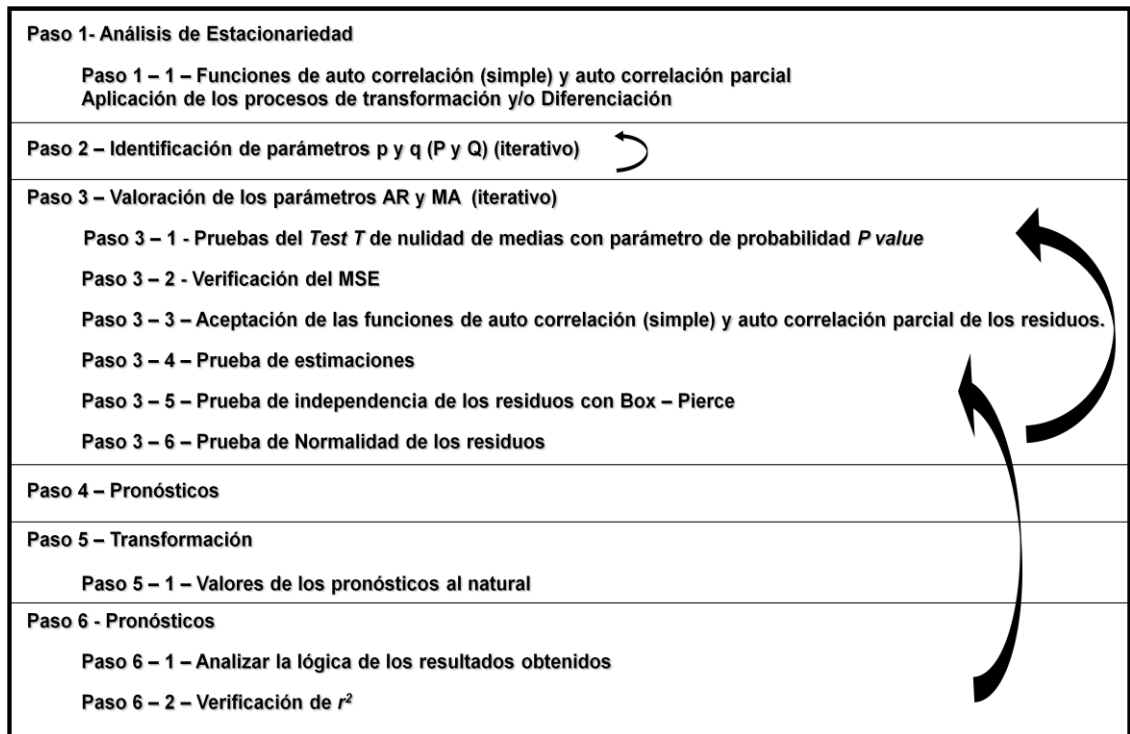 Paso 1- Análisis de Estacionariedad
Paso 1 – 1 – Funciones de auto correlación (simple) y auto correlación parcial
Aplicación de los procesos de transformación y/o Diferenciación
Paso 2 – Identificación de parámetros p y q (P y Q) (iterativo)
Paso 3 – Valoración de los parámetros AR y MA (iterativo)
Paso 3 – 1 - Pruebas del Test T de nulidad de medias con parámetro de probabilidad P value
Paso 3 – 2 - Verificación del MSE
Paso 3 – 3 – Aceptación de las funciones de auto correlación (simple) y auto correlación parcial de los residuos.
Paso 3 – 4 – Prueba de estimaciones
Paso 3 – 5 – Prueba de independencia de los residuos con Box – Pierce
Paso 3 – 6 – Prueba de Normalidad de los residuos
Paso 4 – Pronósticos
Paso 5 – Transformación
Paso 5 – 1 – Valores de los pronósticos al natural
Paso 6 - Pronósticos
Paso 6 – 1 – Analizar la lógica de los resultados obtenidos
Paso 6 – 2 – Verificación de r²